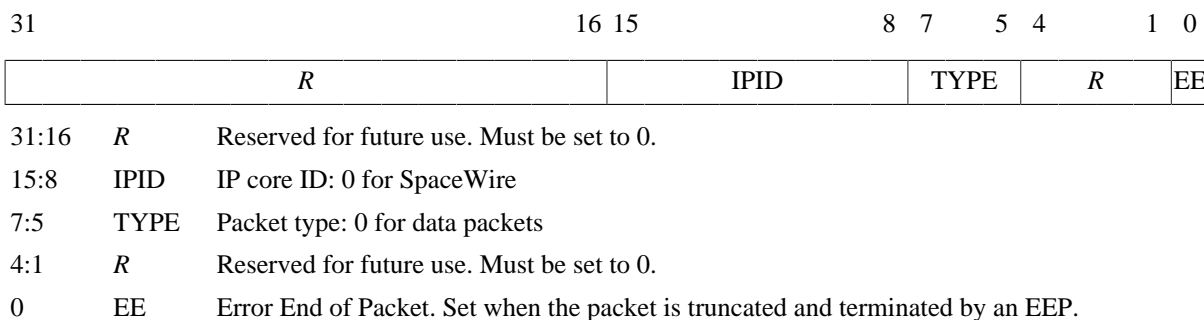 31 16 15 8 7 5 4 1 0
R IPID TYPE R EE
31:16 R Reserved for future use. Must be set to 0.
15:8 IPID IP core ID: 0 for SpaceWire
7:5 TYPE Packet type: 0 for data packets
4:1 R Reserved for future use. Must be set to 0.
0 EE Error End of Packet. Set when the packet is truncated and terminated by an EEP.